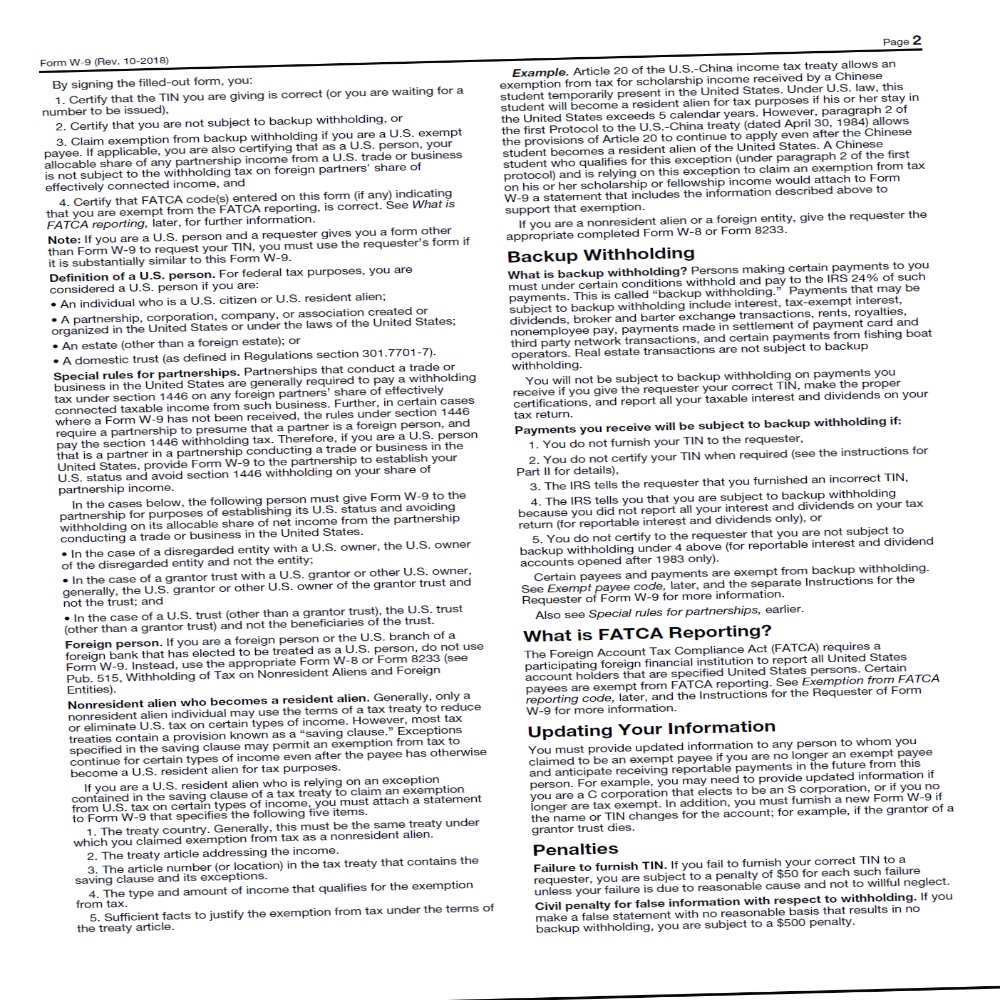 Form W-9 (Rev. 10-2018)
Page 2
By signing the filled-out form, you:
1. Certify that the TIN you are giving is correct (or you are waiting for a
number to be issued),
2. Certify that you are not subject to backup withholding, or
3. Claim exemption from backup withholding if you are a U.S. exempt
payee. If applicable, you are also certifying that as a U.S. person, your
allocable share of any partnership income from a U.S. trade or business
is not subject to the withholding tax on foreign partners' share of
effectively connected income, and
4. Certify that FATCA code(s) entered on this form (if any) indicating
that you are exempt from the FATCA reporting, is correct. See What is
FATCA reporting, later, for further information.
Note: If you are a U.S. person and a requester gives you a form other
than Form W-9 to request your TIN, you must use the requester's form if
it is substantially similar to this Form W-9.
Definition of a U.S. person. For federal tax purposes, you are
considered a U.S. person if you are:
• An individual who is a U.S. citizen or U.S. resident alien;
• A partnership, corporation, company, or association created or
organized in the United States or under the laws of the United States;
• An estate (other than a foreign estate); or
• A domestic trust (as defined in Regulations section 301.7701-7).
Special rules for partnerships. Partnerships that conduct a trade or
business in the United States are generally required to pay a withholding
tax under section 1446 on any foreign partners' share of effectively
connected taxable income from such business. Further, in certain cases
where a Form W-9 has not been received, the rules under section 1446
require a partnership to presume that a partner is a foreign person, and
pay the section 1446 withholding tax. Therefore, if you are a U.S. person
that is a partner in a partnership conducting a trade or business in the
United States, provide Form W-9 to the partnership to establish your
U.S. status and avoid section 1446 withholding on your share of
partnership income.
In the cases below, the following person must give Form W-9 to the
partnership for purposes of establishing its U.S. status and avoiding
withholding on its allocable share of net income from the partnership
conducting a trade or business in the United States.
• In the case of a disregarded entity with a U.S. owner, the U.S. owner
of the disregarded entity and not the entity;
• In the case of a grantor trust with a U.S. grantor or other U.S. owner,
generally, the U.S. grantor or other U.S. owner of the grantor trust and
not the trust; and
• In the case of a U.S. trust (other than a grantor trust), the U.S. trust
(other than a grantor trust) and not the beneficiaries of the trust.
Foreign person. If you are a foreign person or the U.S. branch of a
foreign bank that has elected to be treated as a U.S. person, do not use
Form W-9. Instead, use the appropriate Form W-8 or Form 8233 (see
Pub. 515, Withholding of Tax on Nonresident Aliens and Foreign
Entities).
Nonresident alien who becomes a resident alien. Generally, only a
nonresident alien individual may use the terms of a tax treaty to reduce
or eliminate U.S. tax on certain types of income. However, most tax
treaties contain a provision known as a "saving clause." Exceptions
specified in the saving clause may permit an exemption from tax to
continue for certain types of income even after the payee has otherwise
become a U.S. resident alien for tax purposes.
If you are a U.S. resident alien who is relying on an exception
contained in the saving clause of a tax treaty to claim an exemption
from U.S. tax on certain types of income, you must attach a statement
to Form W-9 that specifies the following five items.
1. The treaty country. Generally, this must be the same treaty under
which you claimed exemption from tax as a nonresident alien.
2. The treaty article addressing the income.
3. The article number (or location) in the tax treaty that contains the
saving clause and its exceptions.
4. The type and amount of income that qualifies for the exemption
from tax.
5. Sufficient facts to justify the exemption from tax under the terms of
the treaty article.
Example. Article 20 of the U.S.-China income tax treaty allows an
exemption from tax for scholarship income received by a Chinese
student temporarily present in the United States. Under U.S. law, this
student will become a resident alien for tax purposes if his or her stay in
the United States exceeds 5 calendar years. However, paragraph 2 of
the first Protocol to the U.S.-China treaty (dated April 30, 1984) allows
the provisions of Article 20 to continue to apply even after the Chinese
student becomes a resident alien of the United States. A Chinese
student who qualifies for this exception (under paragraph 2 of the first
protocol) and is relying on this exception to claim an exemption from tax
on his or her scholarship or fellowship income would attach to Form
W-9 a statement that includes the information described above to
support that exemption.
If you are a nonresident alien or a foreign entity, give the requester the
appropriate completed Form W-8 or Form 8233.
Backup Withholding
What is backup withholding? Persons making certain payments to you
must under certain conditions withhold and pay to the IRS 24% of such
payments. This is called "backup withholding." Payments that may be
subject to backup withholding include interest, tax-exempt interest,
dividends, broker and barter exchange transactions, rents, royalties,
nonemployee pay, payments made in settlement of payment card and
third party network transactions, and certain payments from fishing boat
operators. Real estate transactions are not subject to backup
withholding.
You will not be subject to backup withholding on payments you
receive if you give the requester your correct TIN, make the proper
certifications, and report all your taxable interest and dividends on your
tax return.
Payments you receive will be subject to backup withholding if:
1. You do not furnish your TIN to the requester,
2. You do not certify your TIN when required (see the instructions for
Part II for details),
3. The IRS tells the requester that you furnished an incorrect TIN,
4. The IRS tells you that you are subject to backup withholding
because you did not report all your interest and dividends on your tax
return (for reportable interest and dividends only), or
5. You do not certify to the requester that you are not subject to
backup withholding under 4 above (for reportable interest and dividend
accounts opened after 1983 only).
Certain payees and payments are exempt from backup withholding.
See Exempt payee code, later, and the separate Instructions for the
Requester of Form W-9 for more information.
Also see Special rules for partnerships, earlier.
What is FATCA Reporting?
The Foreign Account Tax Compliance Act (FATCA) requires a
participating foreign financial institution to report all United States
account holders that are specified United States persons. Certain
payees are exempt from FATCA reporting. See Exemption from FATCA
reporting code, later, and the Instructions for the Requester of Form
W-9 for more information.
Updating Your Information
You must provide updated information to any person to whom you
claimed to be an exempt payee if you are no longer an exempt payee
and anticipate receiving reportable payments in the future from this
person. For example, you may need to provide updated information if
you are a C corporation that elects to be an S corporation, or if you no
longer are tax exempt. In addition, you must furnish a new Form W-9 if
the name or TIN changes for the account; for example, if the grantor of a
grantor trust dies.
Penalties
Failure to furnish TIN. If you fail to furnish your correct TIN to a
requester, you are subject to a penalty of $50 for each such failure
unless your failure is due to reasonable cause and not to willful neglect.
Civil penalty for false information with respect to withholding. If you
make a false statement with no reasonable basis that results in no
backup withholding, you are subject to a $500 penalty.